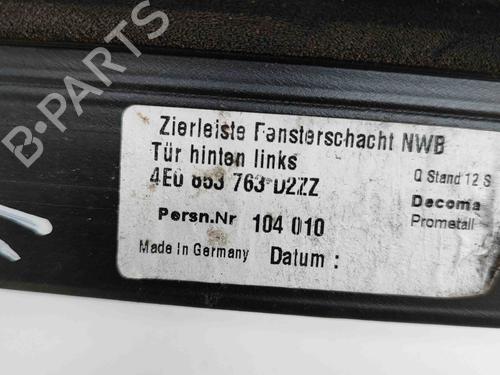 B-PARTS
Zierleiste Fensterschacht NWB
Tür hinten links
4E0 853 763 D2ZZ
Q Stand 12 S
Decoma
Persn.Nr 104 010
Prometall
Made In Germany
Datum :